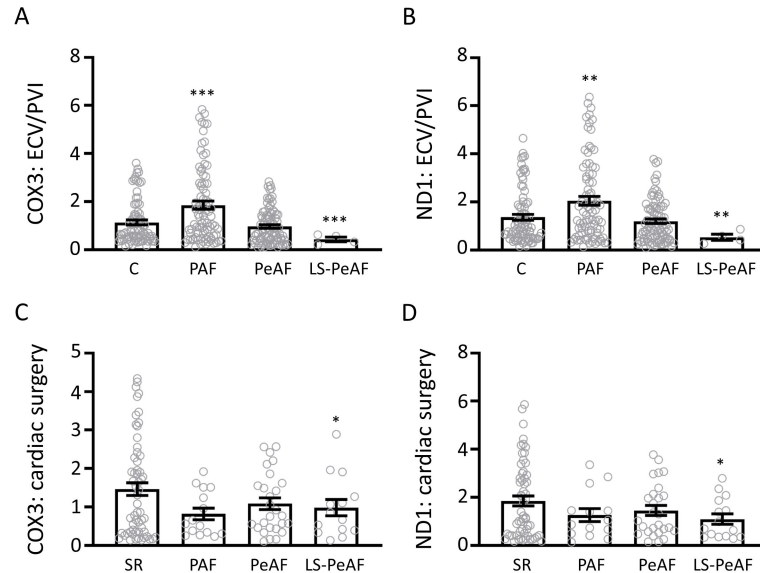 A
COX3: ECV/PVI
8
6
4
2
0
***
***
C PAF PeAF LS-PeAF
B
ND1: ECV/PVI
8
6
4
2
0
**
**
C PAF PeAF LS-PeAF
C
COX3: cardiac surgery
5
4
3
2
1
0
*
SR PAF PeAF LS-PeAF
D
ND1: cardiac surgery
8
6
4
2
0
*
SR PAF PeAF LS-PeAF